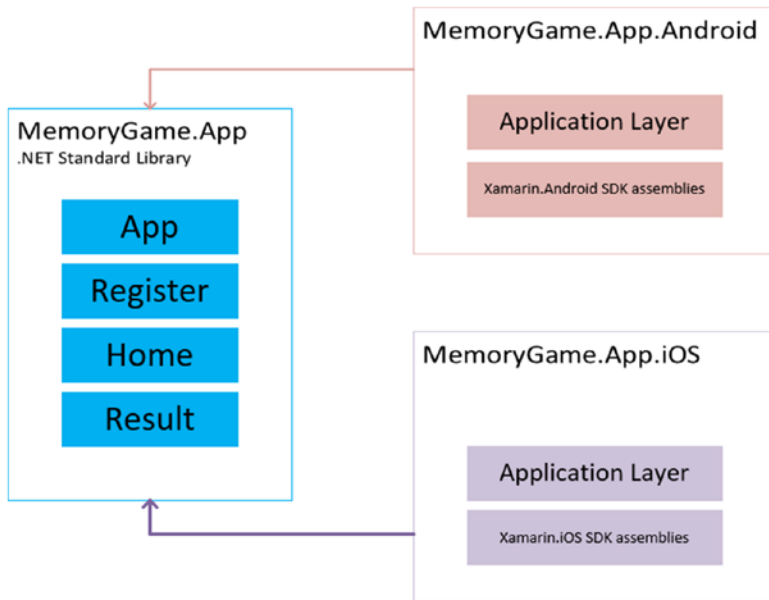 MemoryGame.App
.NET Standard Library
App
Register
Home
Result
MemoryGame.App.Android
Application Layer
Xamarin.Android SDK assemblies
MemoryGame.App.iOS
Application Layer
Xamarin.iOS SDK assemblies